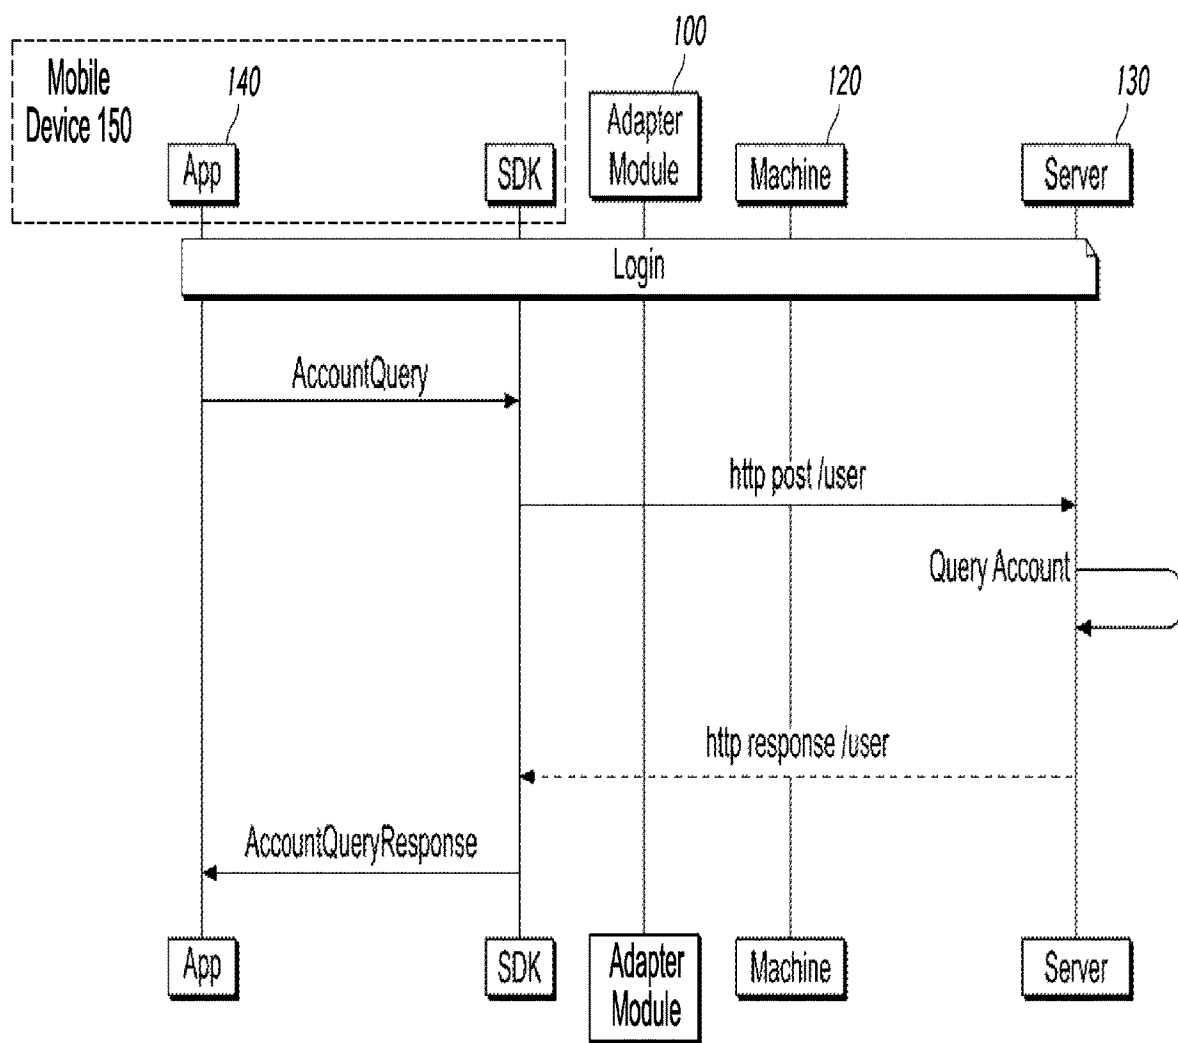 100
140
120
130
Mobile
Device 150
Adapter
Module
App
SDK
Machine
Server
Login
AccountQuery
http post /user
Query Account
http response /user
AccountQueryResponse
App
SDK
Adapter
Module
Machine
Server